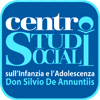 centro
STUDI
SOCIALI
sull'Infanzia e l'Adolescenza
Don Silvio De Annuntiis